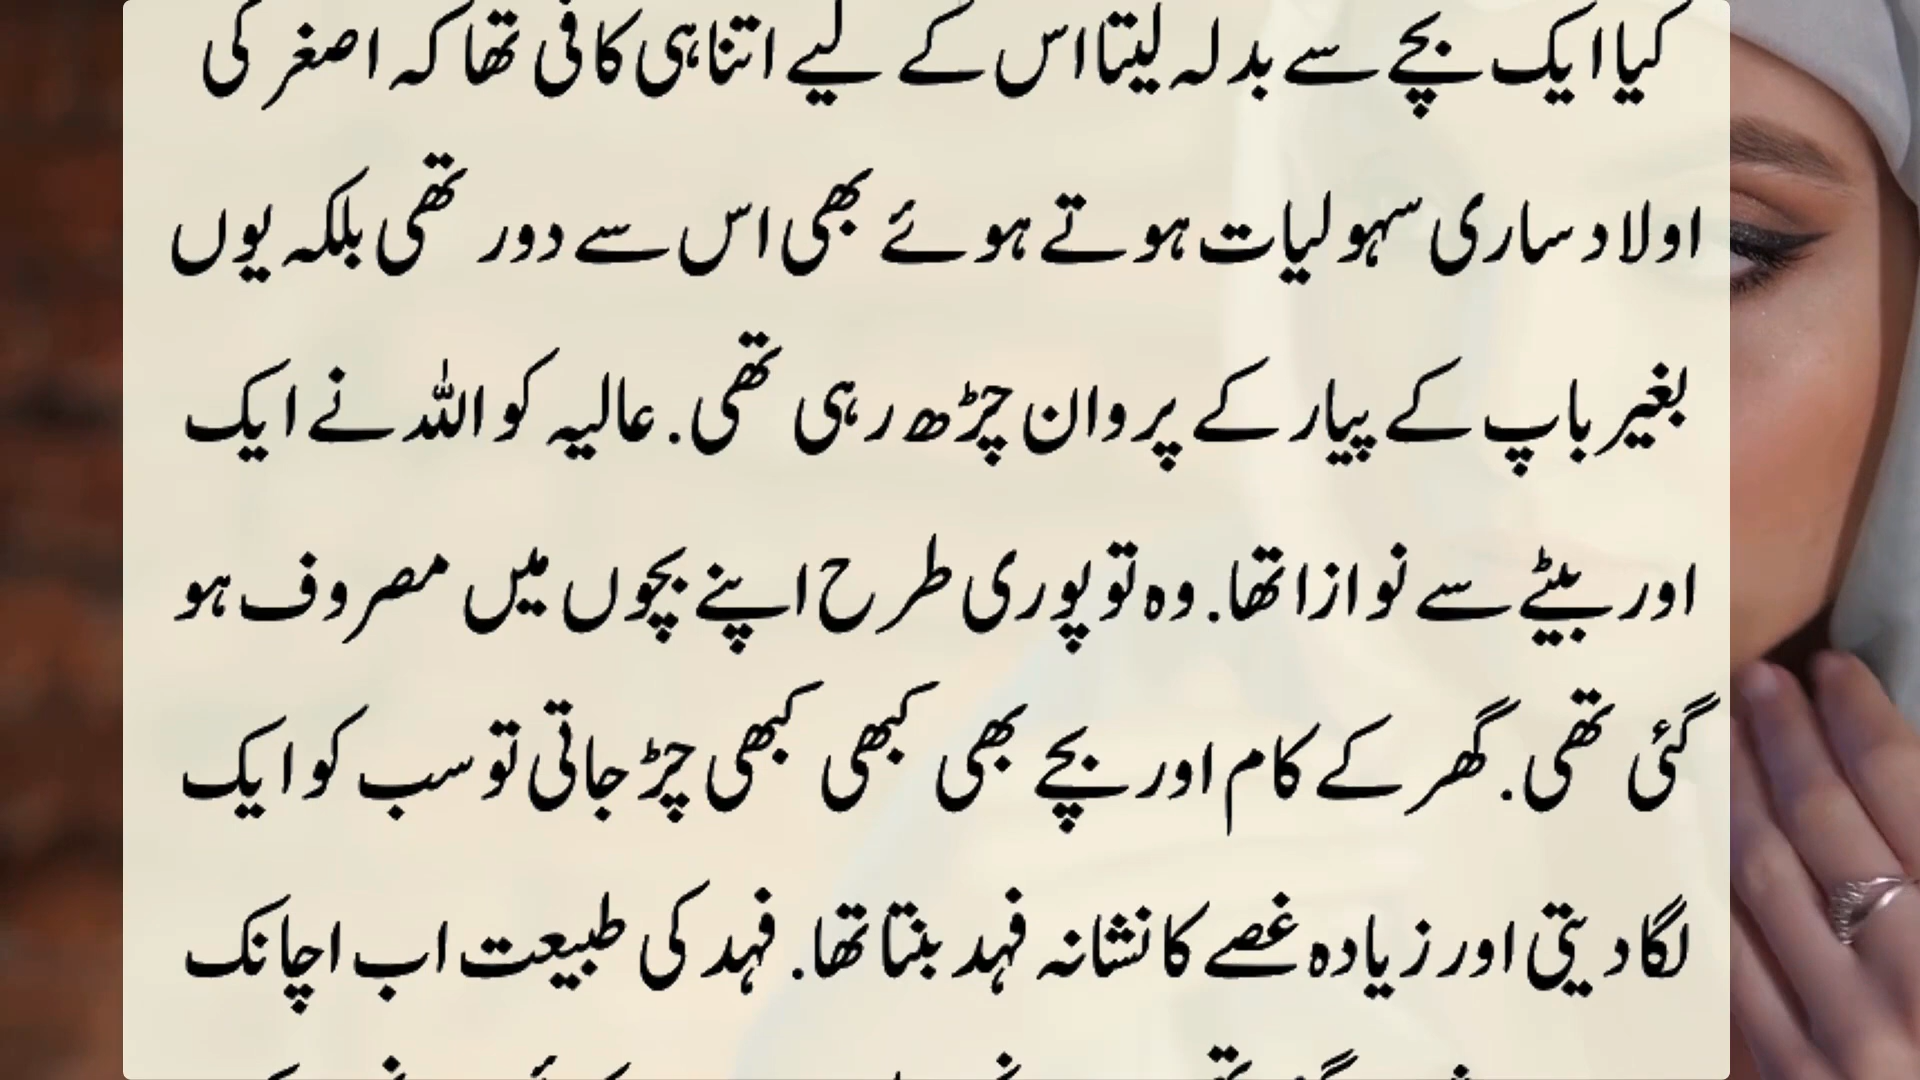 کیا ایک بچے سے بدلہ لیتا اس کے لیے اتنا ہی کافی تھا کہ اصغر کی
اولاد ساری سہولیات ہوتے ہوئے بھی اس سے دور تھی بلکہ یوں
بغیر باپ کے پیار کے پروان چڑھ رہی تھی. عالیہ کو اللہ نے ایک
اور بیٹے سے نوازا تھا. وہ تو پوری طرح اپنے بچوں میں مصروف ہو
گئی تھی. گھر کے کام اور بچے بھی کبھی کبھی چڑ جاتی تو سب کو ایک
لگا دیتی اور زیادہ غصے کا نشانہ فہد بنتا تھا. فہد کی طبیعت اب اچانک